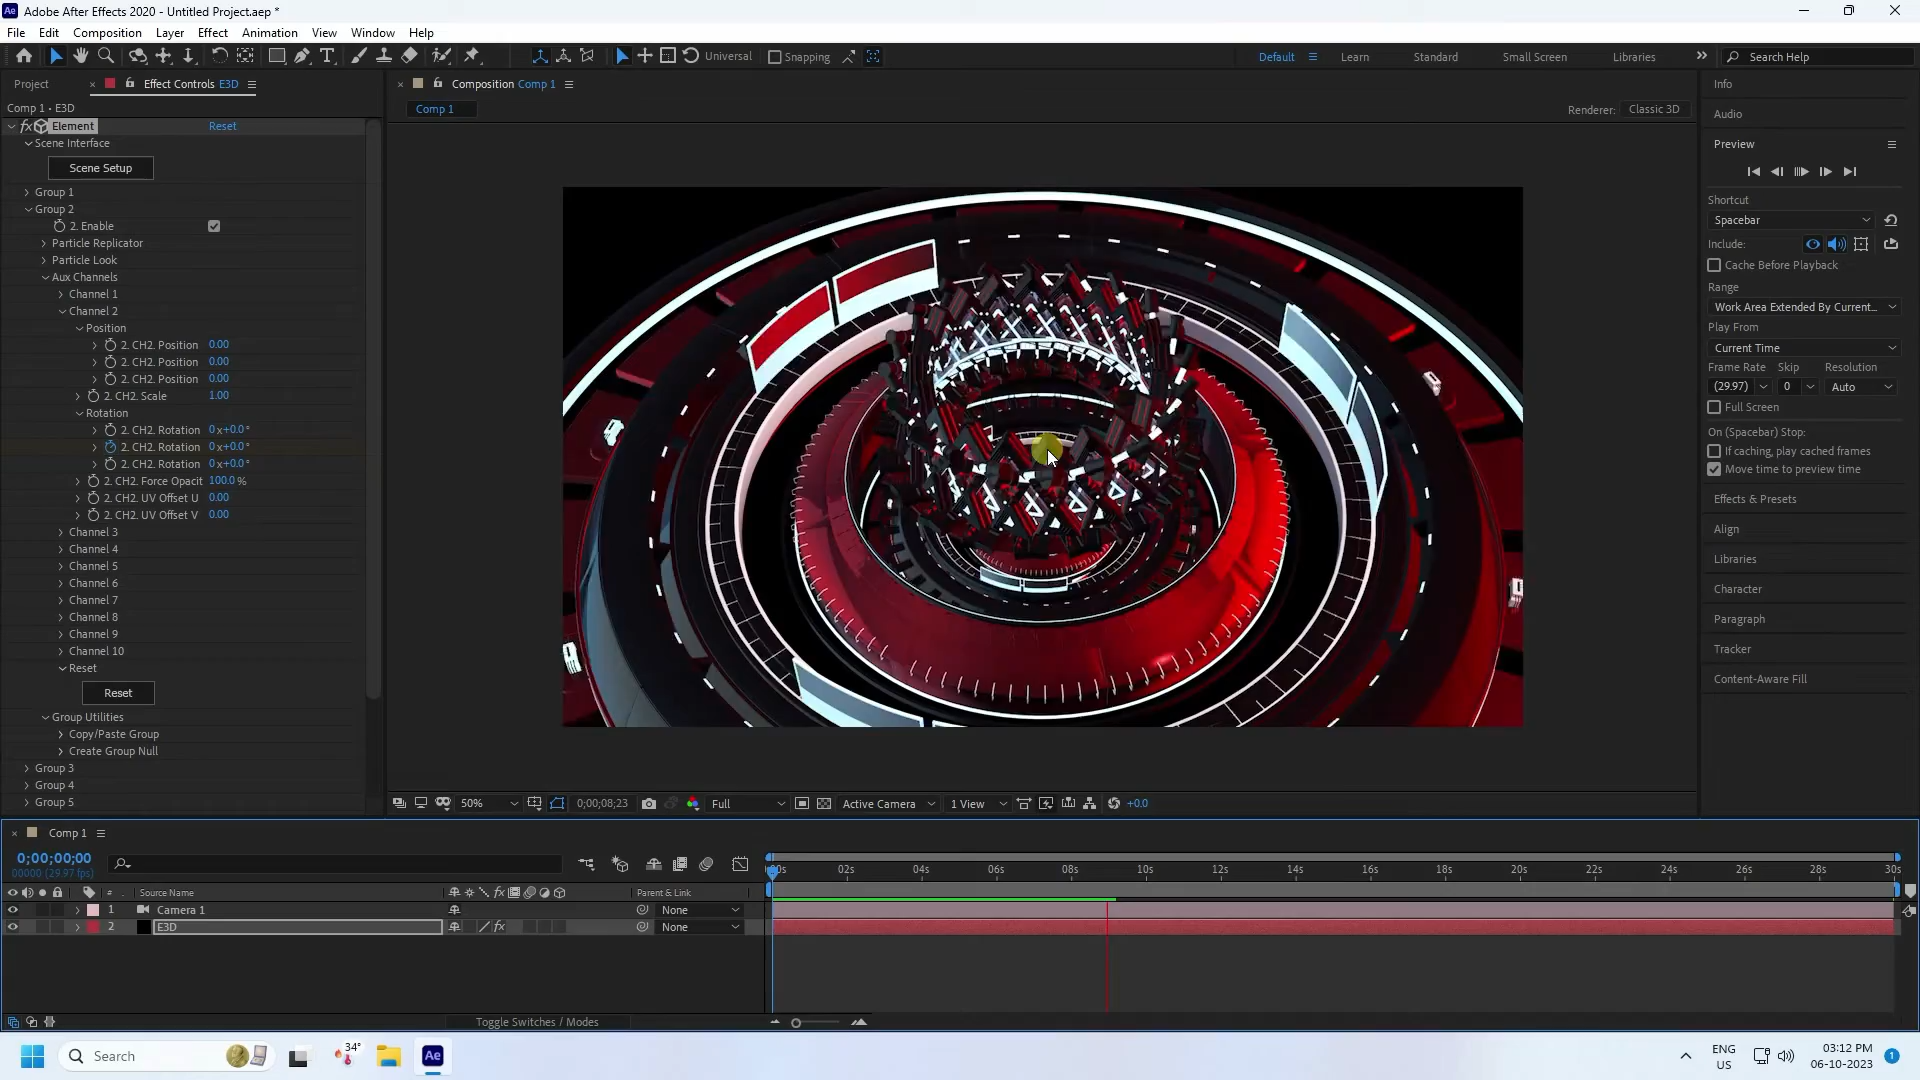 Adobe After Effects 2020 - Untitled Project.aep *
File Edit Composition Layer Effect Animation View Window Help
Universal Snapping Default Learn Standard Small Screen Libraries Search Help
Project Effect Controls E3D
Composition Comp 1
Info
Comp 1 • E3D
Comp 1
Renderer: Classic 3D
Audio
fx Element Reset
Scene Interface
Preview
Scene Setup
Group 1
Shortcut
Group 2
Spacebar
2. Enable
Include:
Particle Replicator
Particle Look
Cache Before Playback
Aux Channels
Range
Channel 1
Work Area Extended By Current...
Channel 2
Play From
Position
Current Time
2. CH2. Position 0.00
2. CH2. Position 0.00
Frame Rate Skip Resolution
2. CH2. Position 0.00
(29.97) 0 Auto
2. CH2. Scale 1.00
Full Screen
Rotation
On (Spacebar) Stop:
2. CH2. Rotation 0 x+0.0°
If caching, play cached frames
2. CH2. Rotation 0 x+0.0°
Move time to preview time
2. CH2. Rotation 0 x+0.0°
2. CH2. Force Opacit 100.0 %
Effects & Presets
2. CH2. UV Offset U 0.00
2. CH2. UV Offset V 0.00
Align
Channel 3
Channel 4
Libraries
Channel 5
Channel 6
Character
Channel 7
Channel 8
Paragraph
Channel 9
Channel 10
Tracker
Reset
Reset
Content-Aware Fill
Group Utilities
Copy/Paste Group
Create Group Null
Group 3
Group 4
Group 5
50% 0;00;08;23 Full Active Camera 1 View +0.0
Comp 1
0;00;00;00
00000 (29.97 fps)
00s 02s 04s 06s 08s 10s 12s 14s 16s 18s 20s 22s 24s 26s 28s 30s
# Source Name fx Parent & Link
1 Camera 1 None
2 E3D fx None
Toggle Switches / Modes
Search
34°
Ae
ENG
US
03:12 PM
06-10-2023
1